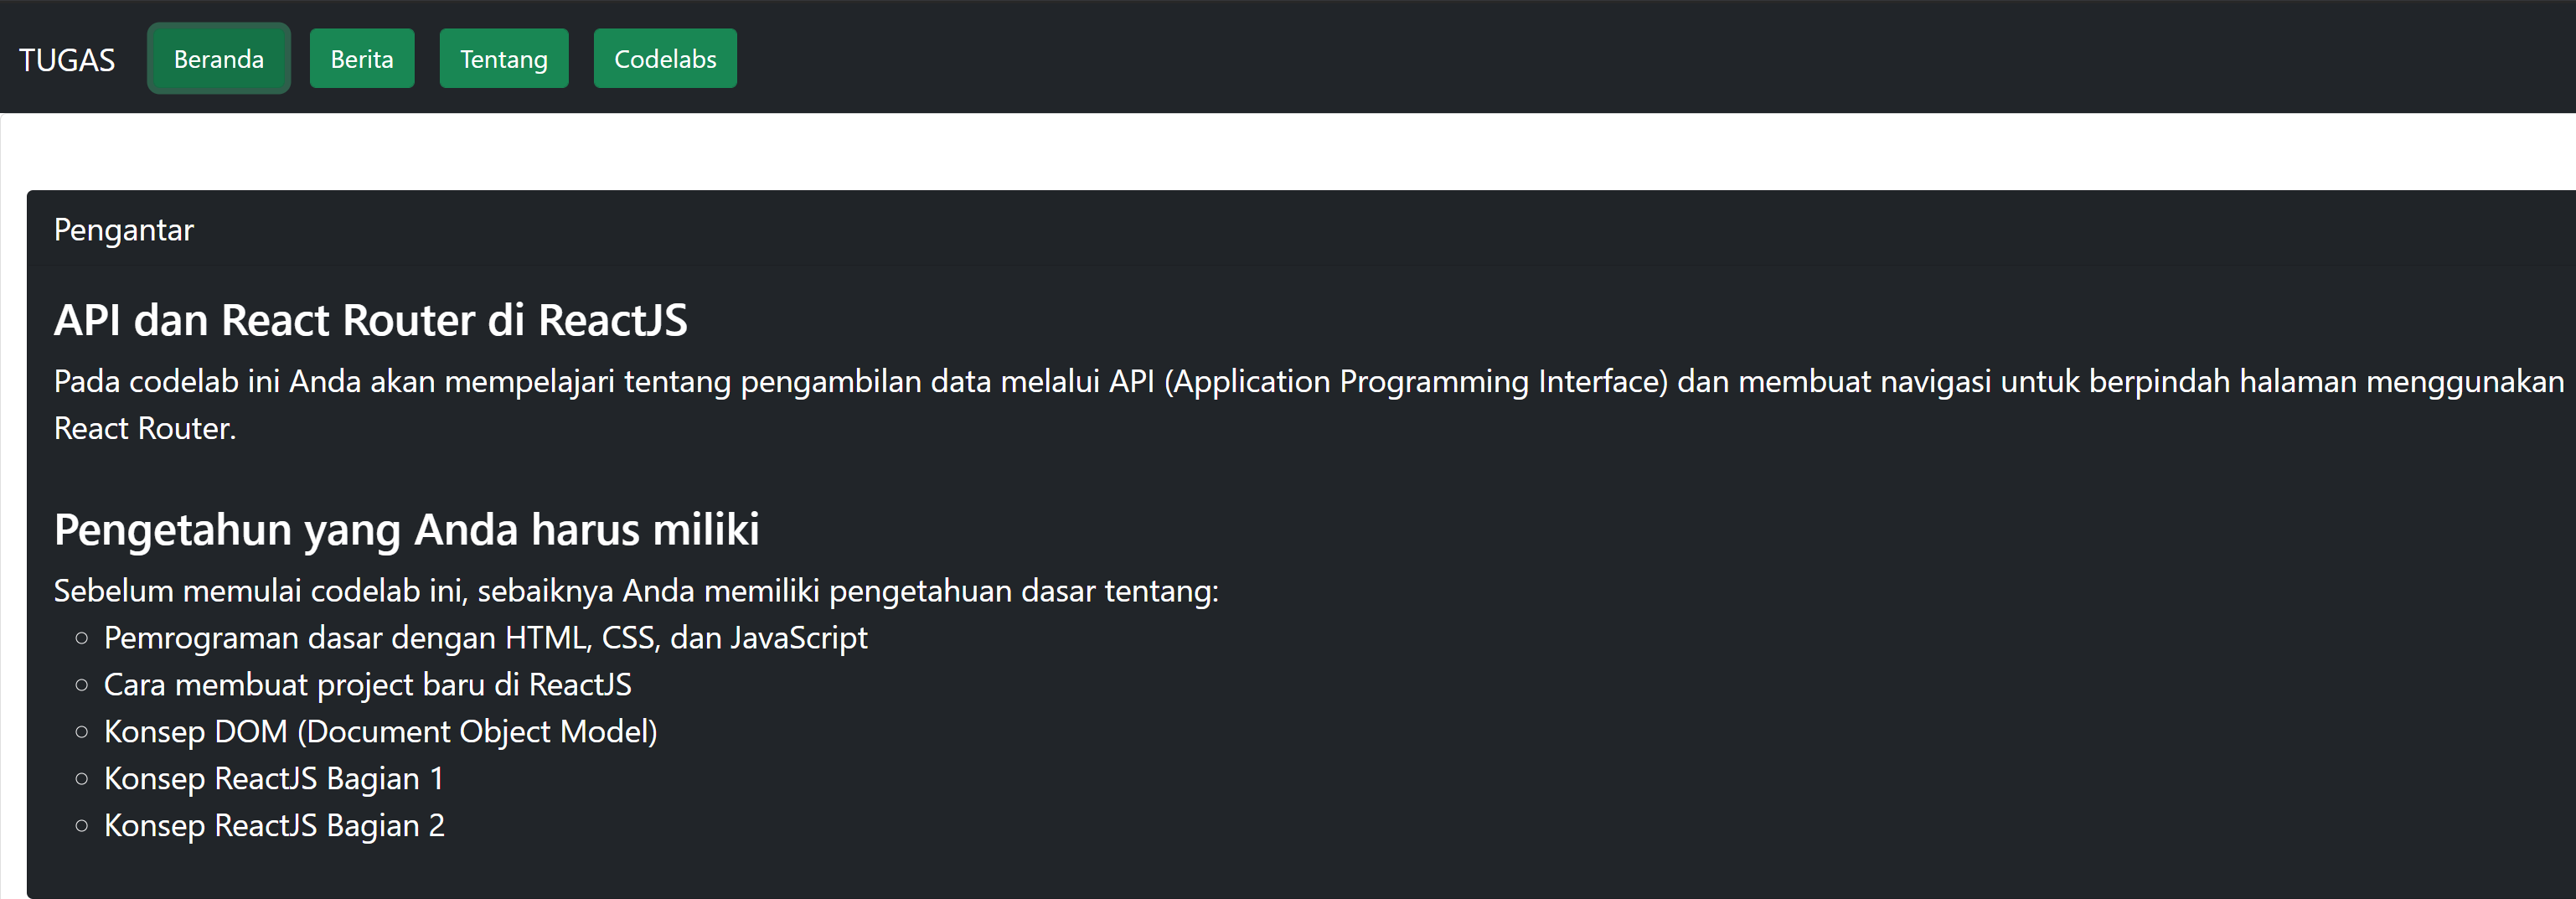 TUGAS Beranda Berita Tentang Codelabs
Pengantar
API dan React Router di ReactJS
Pada codelab ini Anda akan mempelajari tentang pengambilan data melalui API (Application Programming Interface) dan membuat navigasi untuk berpindah halaman menggunakan
React Router.
Pengetahun yang Anda harus miliki
Sebelum memulai codelab ini, sebaiknya Anda memiliki pengetahuan dasar tentang:
Pemrograman dasar dengan HTML, CSS, dan JavaScript
Cara membuat project baru di ReactJS
Konsep DOM (Document Object Model)
Konsep ReactJS Bagian 1
Konsep ReactJS Bagian 2